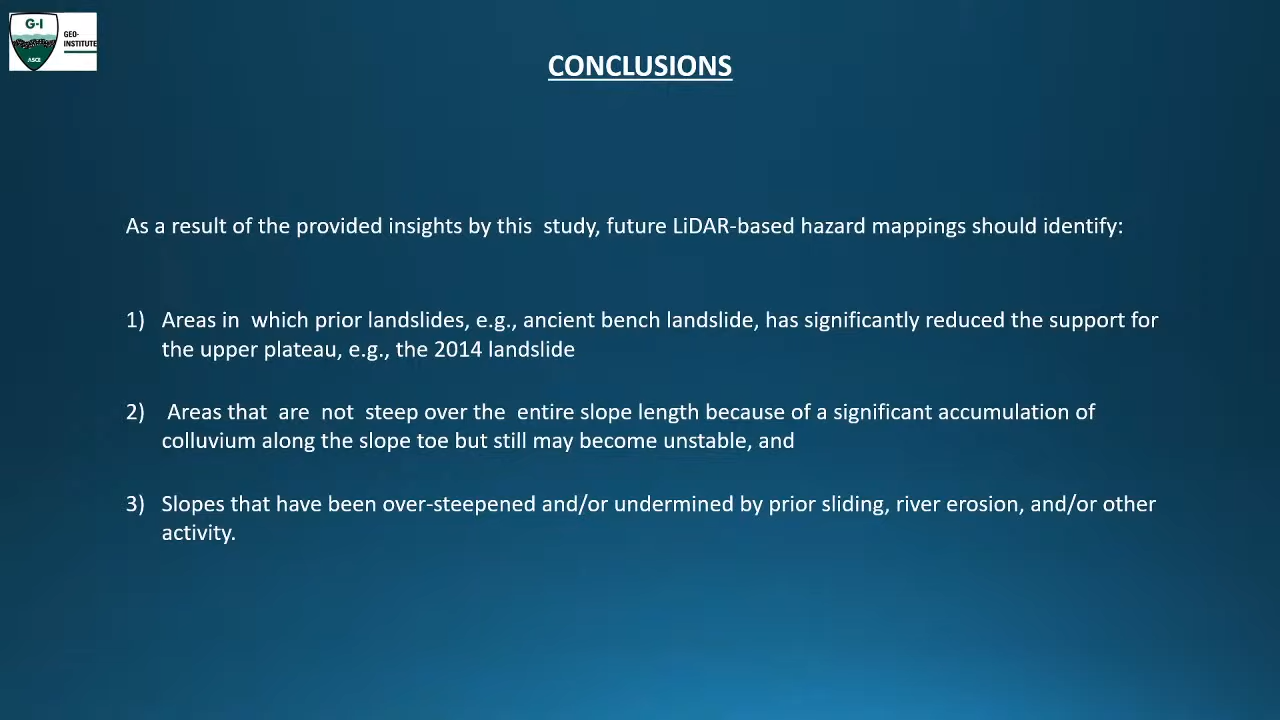 G-I
GEO-
INSTITUTE
ASCE
CONCLUSIONS
As a result of the provided insights by this study, future LiDAR-based hazard mappings should identify:
1) Areas in which prior landslides, e.g., ancient bench landslide, has significantly reduced the support for
the upper plateau, e.g., the 2014 landslide
2) Areas that are not steep over the entire slope length because of a significant accumulation of
colluvium along the slope toe but still may become unstable, and
3) Slopes that have been over-steepened and/or undermined by prior sliding, river erosion, and/or other
activity.